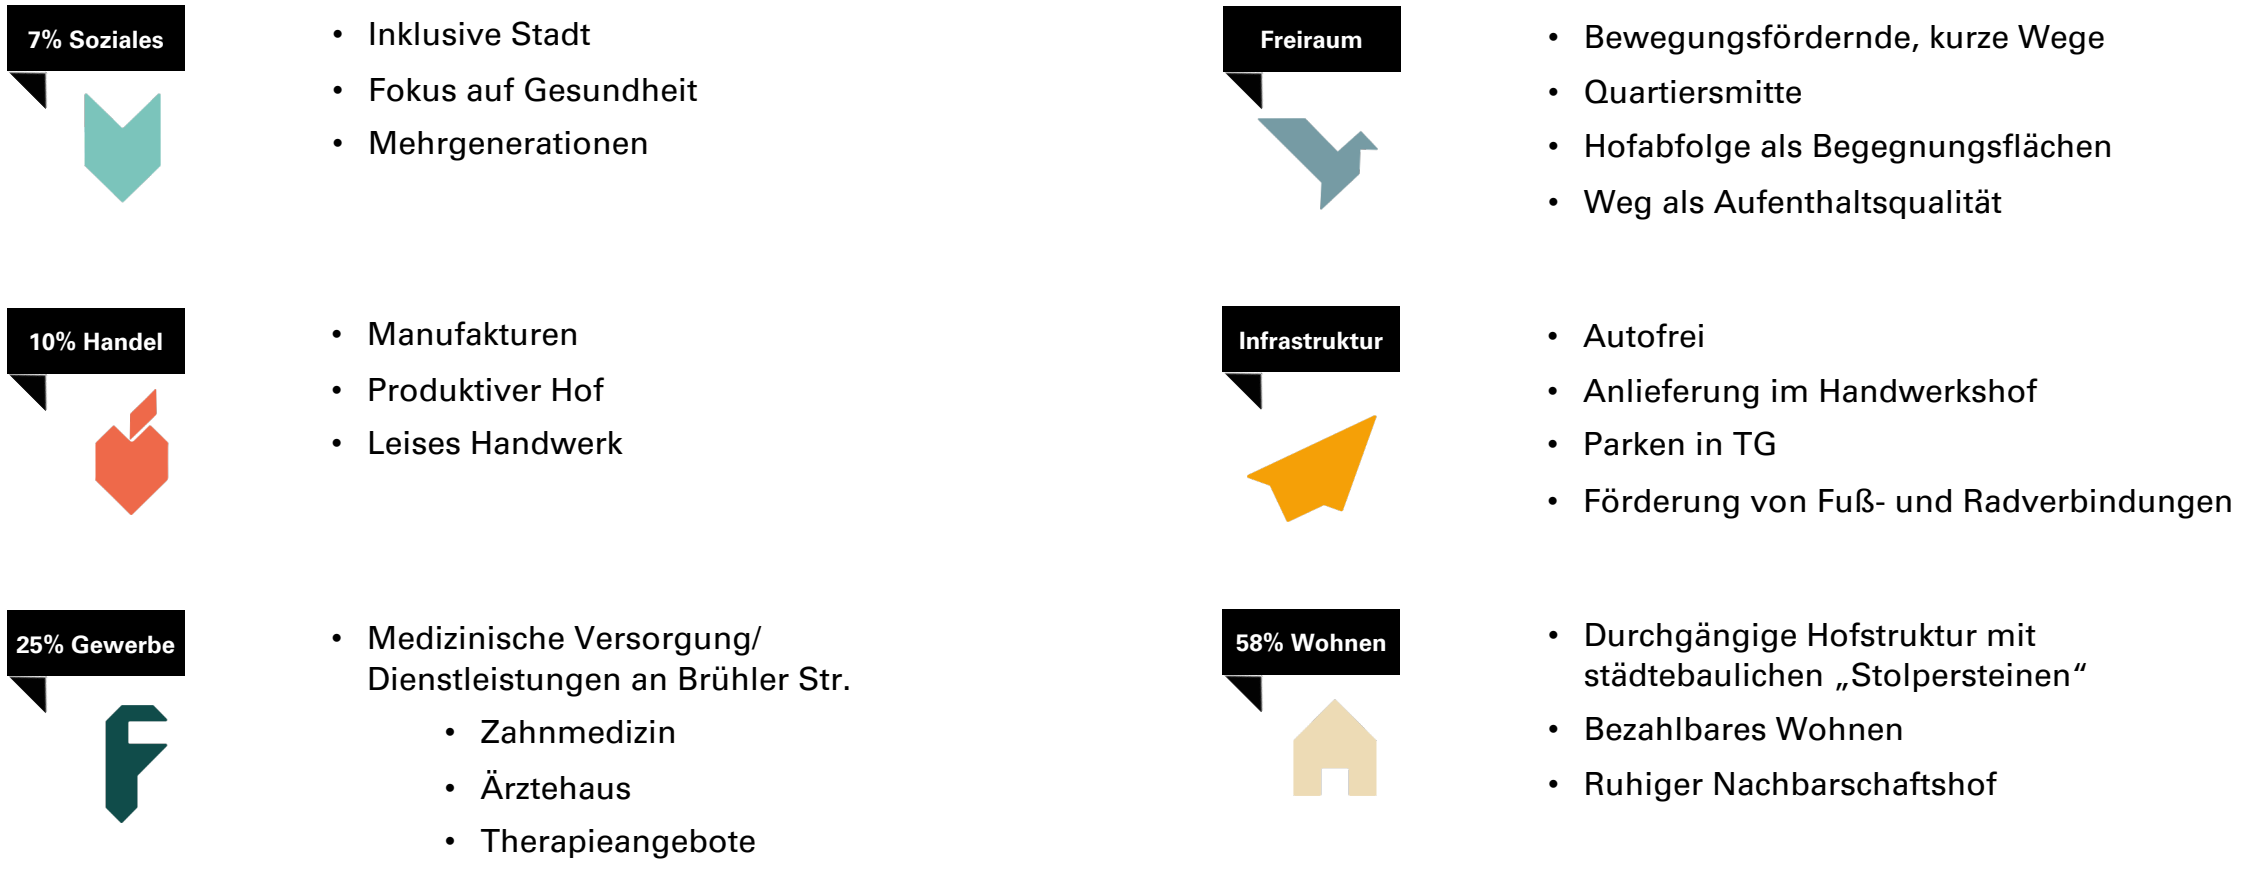 7% Soziales
• Inklusive Stadt
• Fokus auf Gesundheit
• Mehrgenerationen
10% Handel
• Manufakturen
• Produktiver Hof
• Leises Handwerk
25% Gewerbe
• Medizinische Versorgung/
Dienstleistungen an Brühler Str.
• Zahnmedizin
• Ärztehaus
• Therapieangebote
Freiraum
• Bewegungsfördernde, kurze Wege
• Quartiersmitte
• Hofabfolge als Begegnungsflächen
• Weg als Aufenthaltsqualität
Infrastruktur
• Autofrei
• Anlieferung im Handwerkshof
• Parken in TG
• Förderung von Fuß- und Radverbindungen
58% Wohnen
• Durchgängige Hofstruktur mit
städtebaulichen „Stolpersteinen“
• Bezahlbares Wohnen
• Ruhiger Nachbarschaftshof